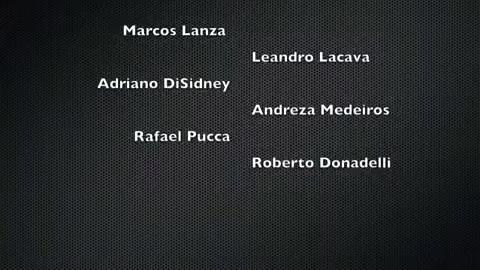 Marcos Lanza
Leandro Lacava
Adriano DiSidney
Andreza Medeiros
Rafael Pucca
Roberto Donadelli